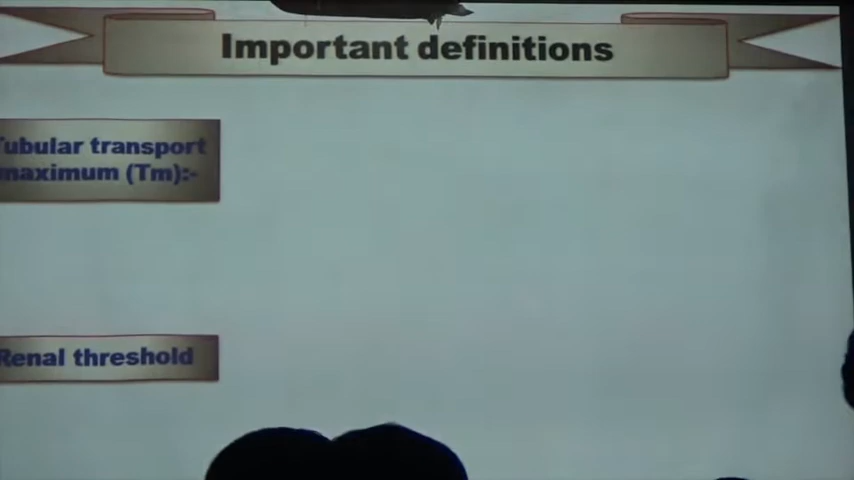 Important definitions
Tubular transport
maximum (Tm):-
Renal threshold